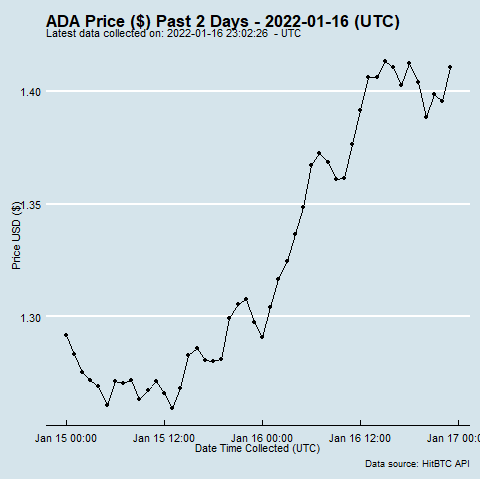 ADA Price ($) Past 2 Days - 2022-01-16 (UTC)
Latest data collected on: 2022-01-16 23:02:26  - UTC
1.40
1.35
1.30
Price USD ($)
Jan 15 00:00 Jan 15 12:00 Jan 16 00:00 Jan 16 12:00 Jan 17 00:
Date Time Collected (UTC)
Data source: HitBTC API